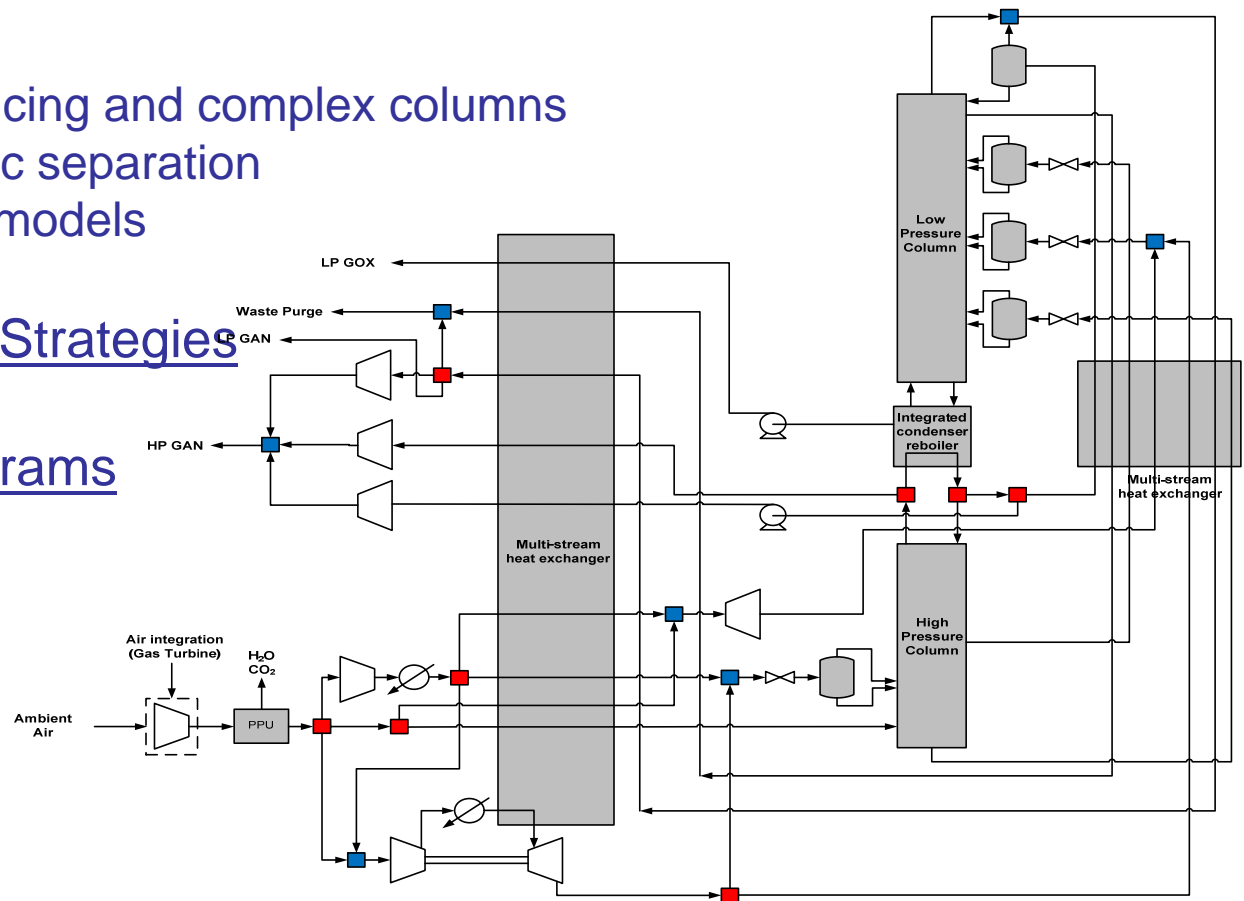 cing and complex columns
c separation
models
Strategies
rams
LP GOX
Waste Purge
LP GAN
HP GAN
Multi-stream
heat exchanger
Low
Pressure
Column
Integrated
condenser
reboiler
Multi-stream
heat exchanger
High
Pressure
Column
Air integration
(Gas Turbine)
H₂O
CO₂
Ambient
Air
PPU